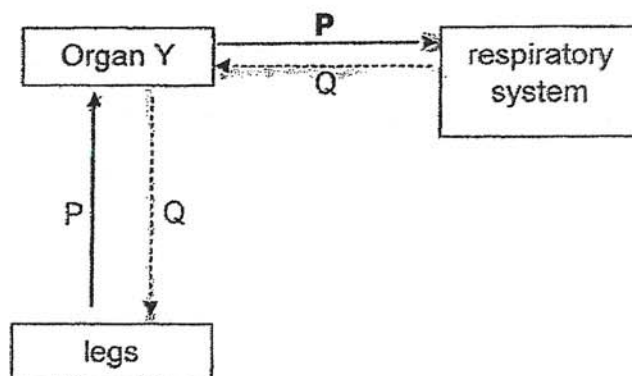 P
Organ Y
respiratory
system
Q
P
Q
legs